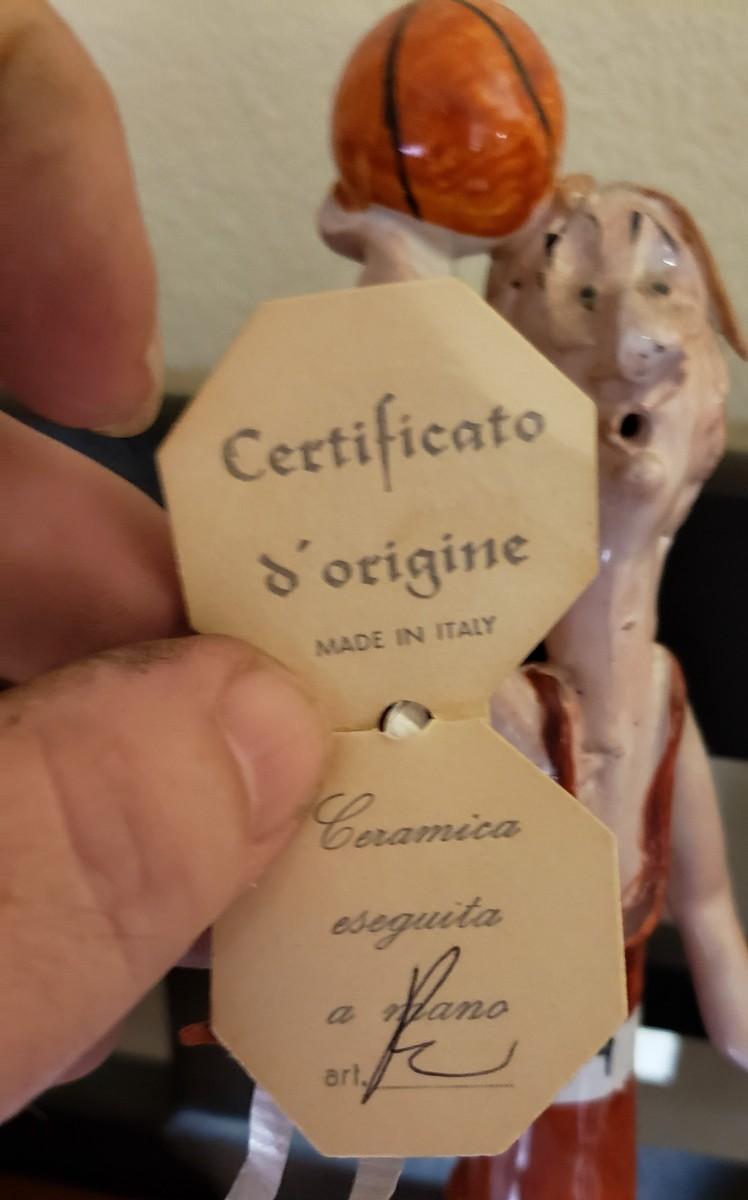 Certificato
d'origine
MADE IN ITALY
Ceramica
eseguita
a mano
art.